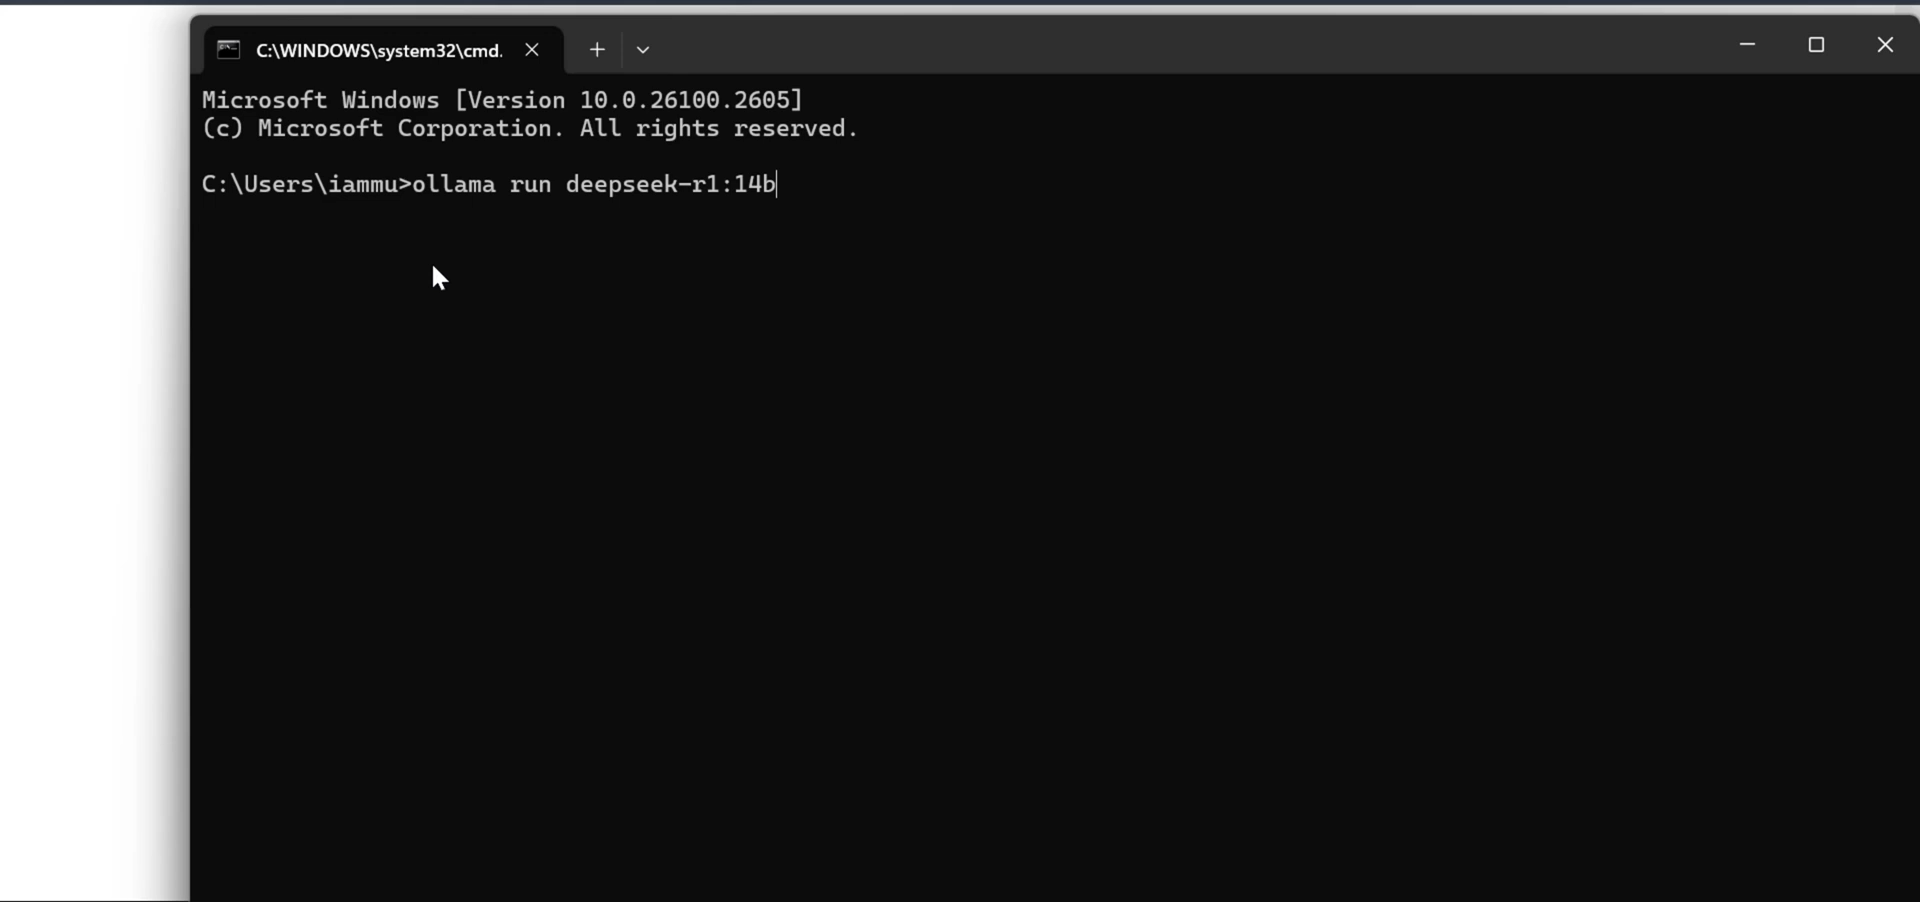 C:\WINDOWS\system32\cmd.
Microsoft Windows [Version 10.0.26100.2605]
(c) Microsoft Corporation. All rights reserved.
C:\Users\iammu>ollama run deepseek-r1:14b